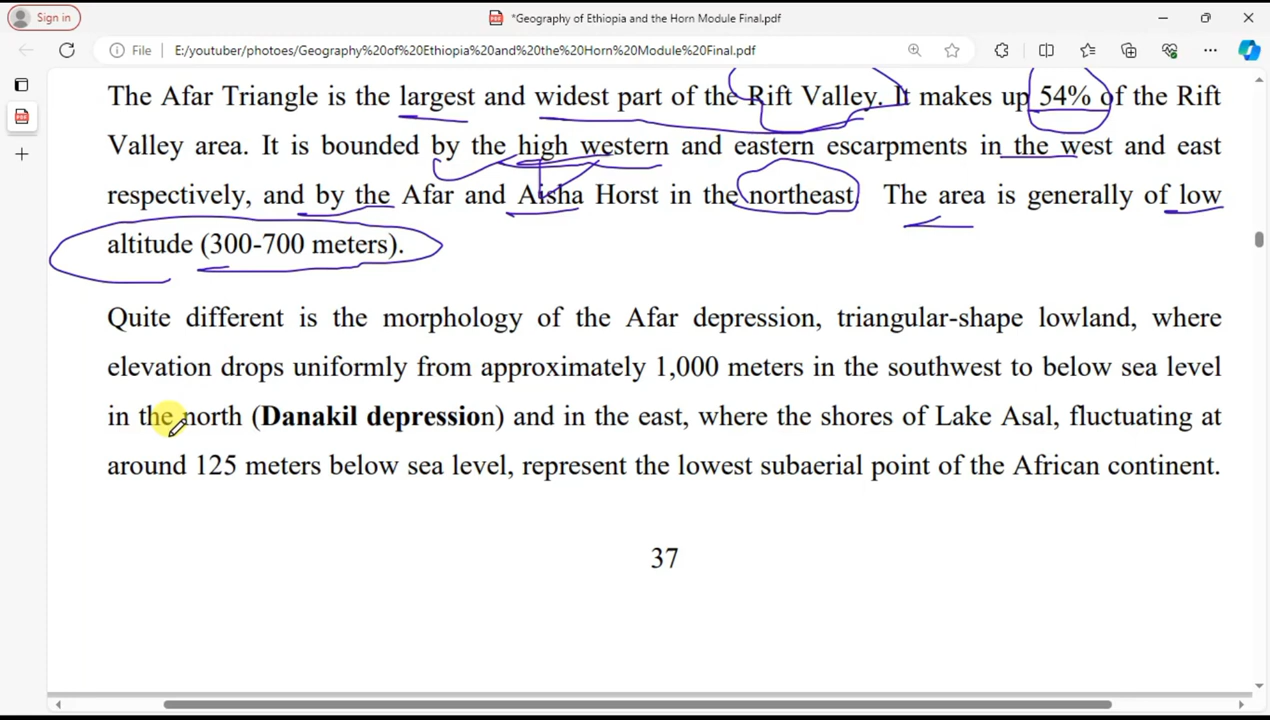 Sign in
*Geography of Ethiopia and the Horn Module Final.pdf
File
E:/youtuber/photoes/Geography%20of%20Ethiopia%20and%20the%20Horn%20Module%20Final.pdf
The Afar Triangle is the largest and widest part of the Rift Valley. It makes up 54% of the Rift
Valley area. It is bounded by the high western and eastern escarpments in the west and east
respectively, and by the Afar and Aisha Horst in the northeast. The area is generally of low
altitude (300-700 meters).
Quite different is the morphology of the Afar depression, triangular-shape lowland, where
elevation drops uniformly from approximately 1,000 meters in the southwest to below sea level
in the north (Danakil depression) and in the east, where the shores of Lake Asal, fluctuating at
around 125 meters below sea level, represent the lowest subaerial point of the African continent.
37